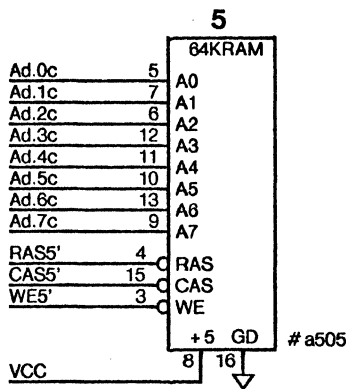 5
64KRAM
Ad.0c 5 A0
Ad.1c 7 A1
Ad.2c 6 A2
Ad.3c 12 A3
Ad.4c 11 A4
Ad.5c 10 A5
Ad.6c 13 A6
Ad.7c 9 A7
RAS5' 4 RAS
CAS5' 15 CAS
WE5' 3 WE
+5 GD # a505
VCC 8 16